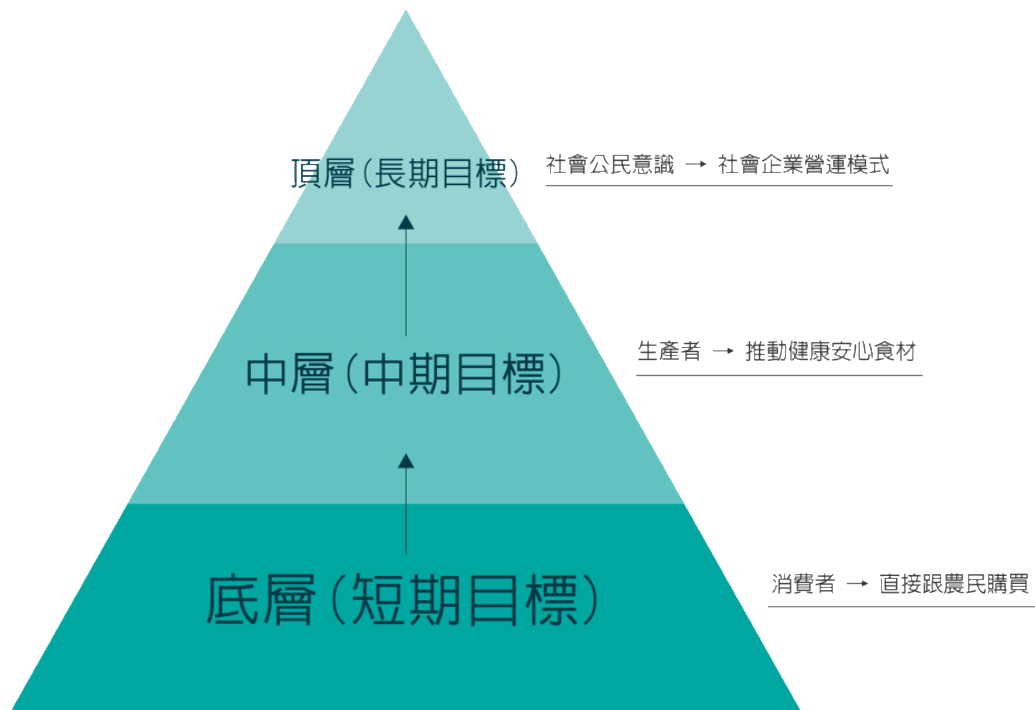 頂層(長期目標)
社會公民意識 → 社會企業營運模式
中層(中期目標)
生產者 → 推動健康安心食材
底層(短期目標)
消費者 → 直接跟農民購買